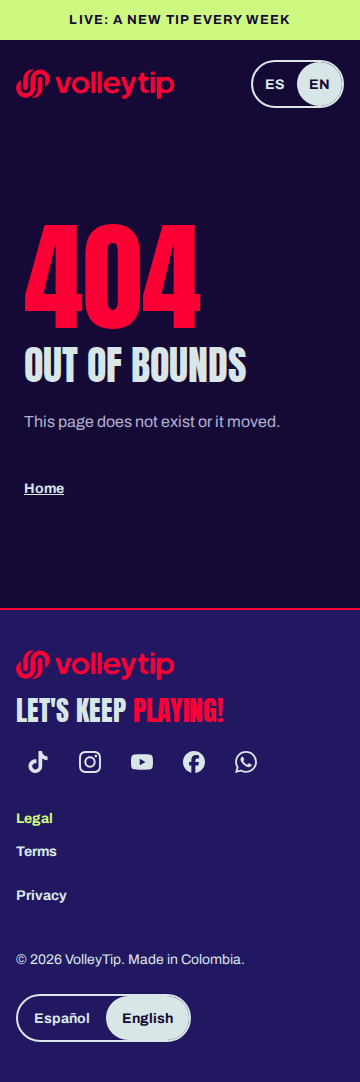 LIVE: A NEW TIP EVERY WEEK
volleytip
ES
EN
404
OUT OF BOUNDS
This page does not exist or it moved.
Home
volleytip
LET'S KEEP PLAYING!
Legal
Terms
Privacy
© 2026 VolleyTip. Made in Colombia.
Español
English